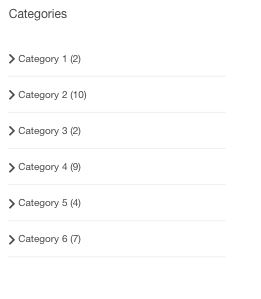 Categories
Category 1 (2)
Category 2 (10)
Category 3 (2)
Category 4 (9)
Category 5 (4)
Category 6 (7)